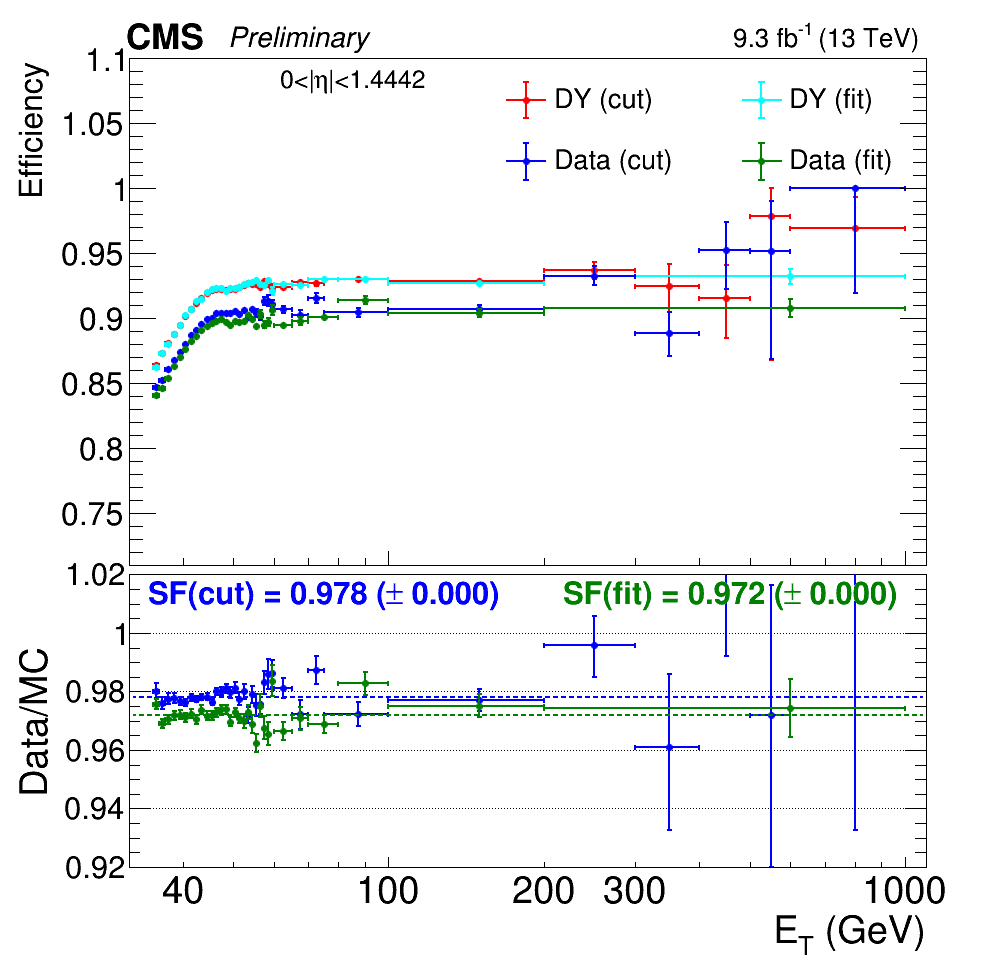 CMS Preliminary 9.3 fb⁻¹ (13 TeV)
0<|η|<1.4442
DY (cut) DY (fit)
Data (cut) Data (fit)
Efficiency
1.1
1.05
1
0.95
0.9
0.85
0.8
0.75
SF(cut) = 0.978 (± 0.000) SF(fit) = 0.972 (± 0.000)
Data/MC
1.02
1
0.98
0.96
0.94
0.92
40 100 200 300 1000
E_T (GeV)